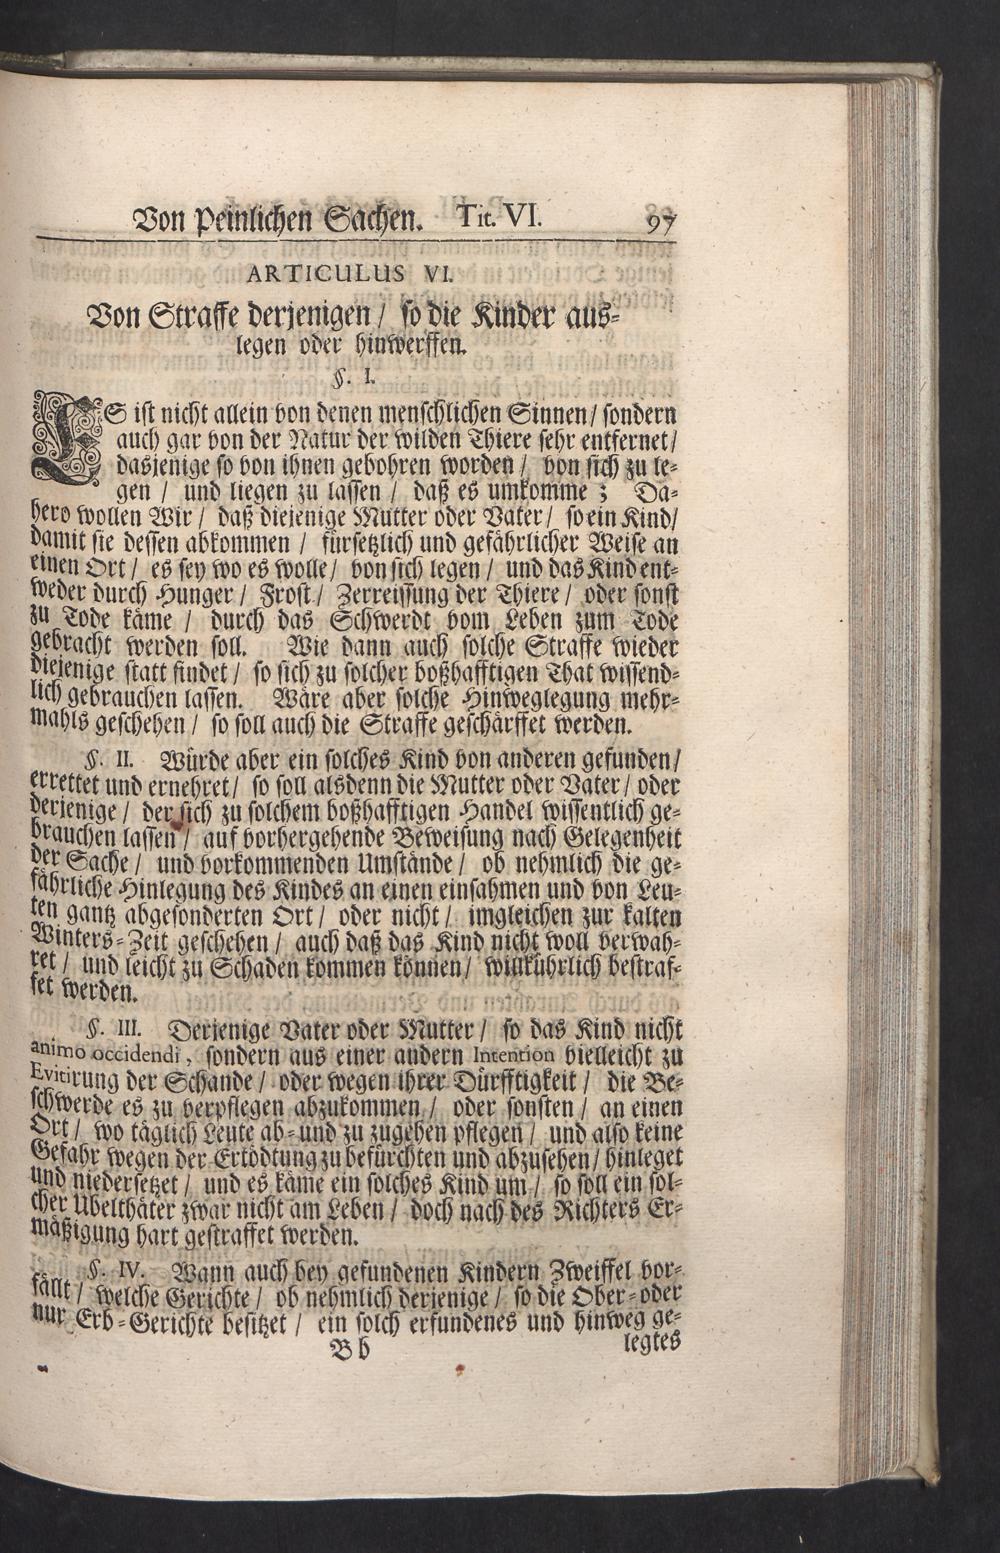 Von Peinlichen Sachen. Tit. VI. 97
ARTICULUS VI.
Von Straffe derjenigen / so die Kinder aus-
legen oder hinwerffen.
§. I.
ES ist nicht allein von denen menschlichen Sinnen / sondern
auch gar von der Natur der wilden Thiere sehr entfernet /
dasjenige so von ihnen gebohren worden / von sich zu le-
gen / und liegen zu lassen / daß es umkomme ; Da-
hero wollen Wir / daß diejenige Mutter oder Vater / so ein Kind /
damit sie dessen abkommen / fürsetzlich und gefährlicher Weise an
einen Ort / es sey wo es wolle / von sich legen / und das Kind ent-
weder durch Hunger / Frost / Zerreissung der Thiere / oder sonst
zu Tode käme / durch das Schwerdt vom Leben zum Tode
gebracht werden soll. Wie dann auch solche Straffe wieder
diejenige statt findet / so sich zu solcher boßhafftigen That wissend-
lich gebrauchen lassen. Wäre aber solche Hinweglegung mehr-
mahls geschehen / so soll auch die Straffe geschärffet werden.
§. II. Würde aber ein solches Kind von anderen gefunden /
errettet und ernehret / so soll alsdenn die Mutter oder Vater / oder
derjenige / der sich zu solchem boßhafftigen Handel wissentlich ge-
brauchen lassen / auf vorhergehende Beweisung nach Gelegenheit
der Sache / und vorkommenden Umstände / ob nehmlich die ge-
fährliche Hinlegung des Kindes an einen einsahmen und von Leu-
ten gantz abgesonderten Ort / oder nicht / imgleichen zur kalten
Winters-Zeit geschehen / auch daß das Kind nicht woll verwah-
ret / und leicht zu Schaden kommen können / willkührlich bestraf-
fet werden.
§. III. Derjenige Vater oder Mutter / so das Kind nicht
animo occidendi, sondern aus einer andern Intention vielleicht zu
Evitirung der Schande / oder wegen ihrer Dürfftigkeit / die Be-
schwerde es zu verpflegen abzukommen / oder sonsten / an einen
Ort / wo täglich Leute ab- und zu zugehen pflegen / und also keine
Gefahr wegen der Ertödtung zu befürchten und abzusehen / hinleget
und niedersetzet / und es käme ein solches Kind um / so soll ein sol-
cher Ubelthäter zwar nicht am Leben / doch nach des Richters Er-
mäßigung hart gestraffet werden.
§. IV. Wann auch bey gefundenen Kindern Zweiffel vor-
fällt / welche Gerichte / ob nehmlich derjenige / so die Ober- oder
nur Erb-Gerichte besitzet / ein solch erfundenes und hinweg ge-
Bb legtes